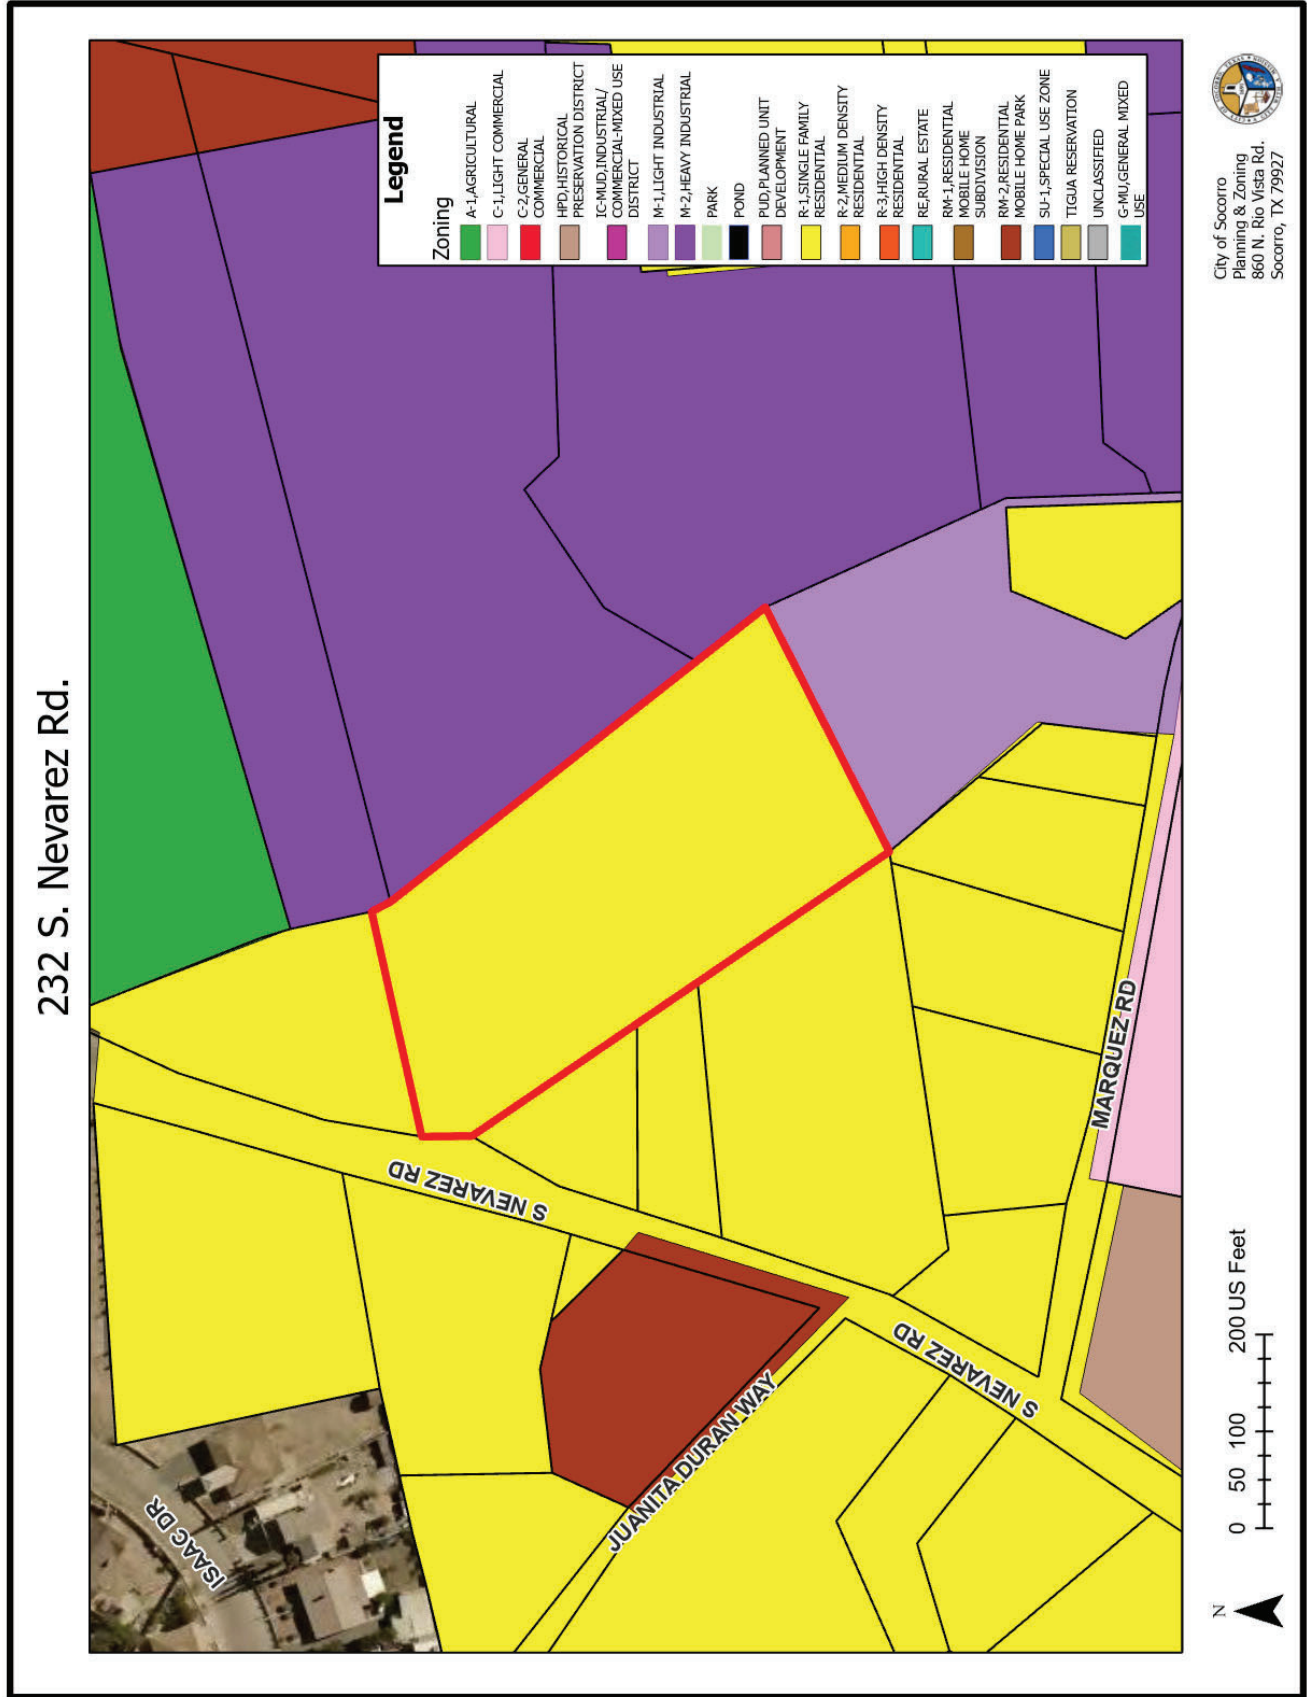 232 S. Nevarez Rd.
Legend
Zoning
A-1,AGRICULTURAL
C-1,LIGHT COMMERCIAL
C-2,GENERAL
COMMERCIAL
HPD,HISTORICAL
PRESERVATION DISTRICT
IC-MUD,INDUSTRIAL/
COMMERCIAL-MIXED USE
DISTRICT
M-1,LIGHT INDUSTRIAL
M-2,HEAVY INDUSTRIAL
PARK
POND
PUD,PLANNED UNIT
DEVELOPMENT
R-1,SINGLE FAMILY
RESIDENTIAL
R-2,MEDIUM DENSITY
RESIDENTIAL
R-3,HIGH DENSITY
RESIDENTIAL
RE,RURAL ESTATE
RM-1,RESIDENTIAL
MOBILE HOME
SUBDIVISION
RM-2,RESIDENTIAL
MOBILE HOME PARK
SU-1,SPECIAL USE ZONE
TIGUA RESERVATION
UNCLASSIFIED
G-MU,GENERAL MIXED
USE
ISAAC DR
S NEVAREZ RD
JUANITA DURAN WAY
S NEVAREZ RD
MARQUEZ RD
N
0 50 100 200 US Feet
City of Socorro
Planning & Zoning
860 N. Rio Vista Rd.
Socorro, TX 79927